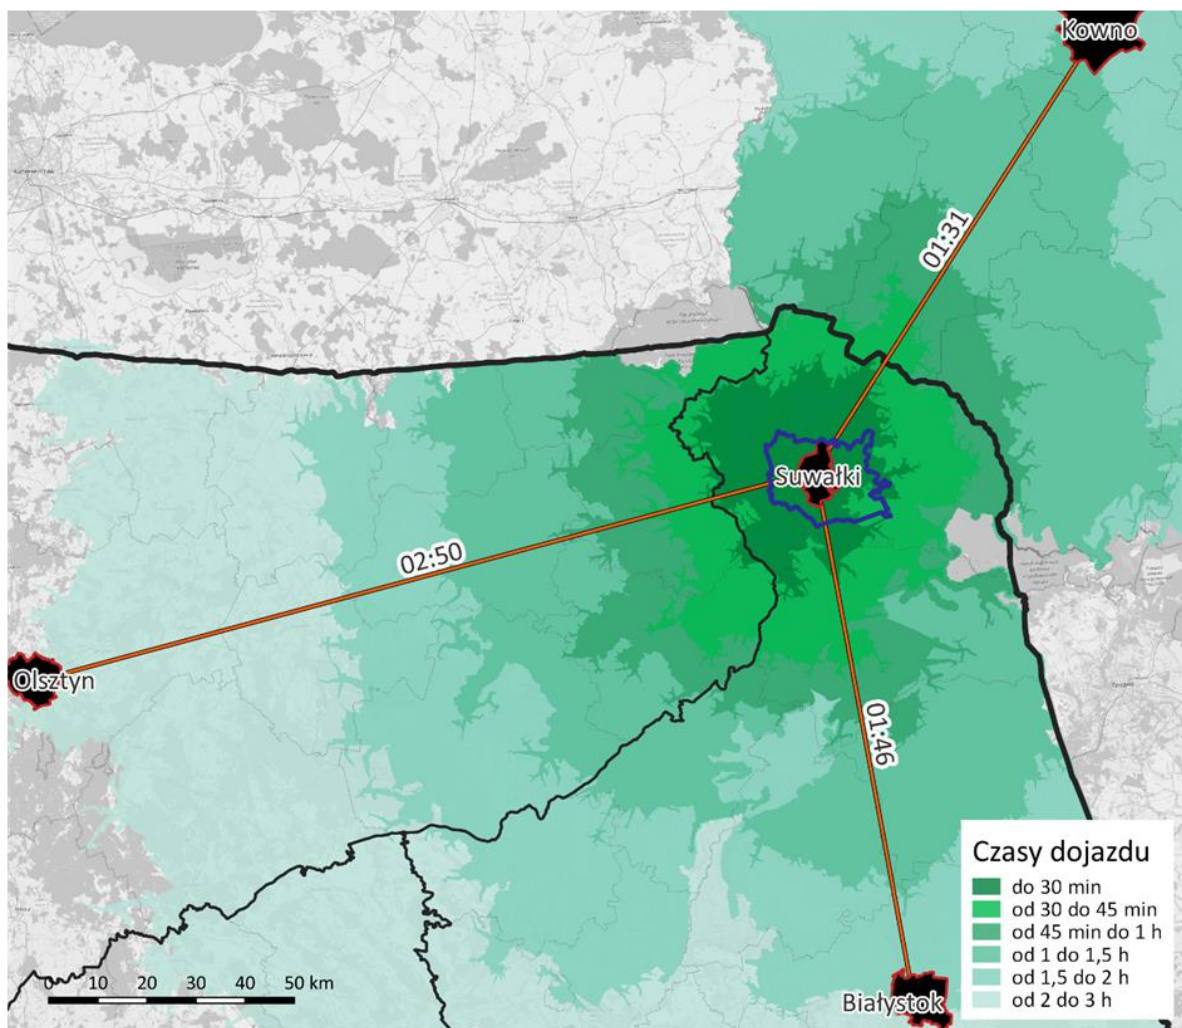 Kowno
01:31
Suwałki
02:50
Olsztyn
01:46
Białystok
Czasy dojazdu
do 30 min
od 30 do 45 min
od 45 min do 1 h
od 1 do 1,5 h
od 1,5 do 2 h
od 2 do 3 h
0 10 20 30 40 50 km